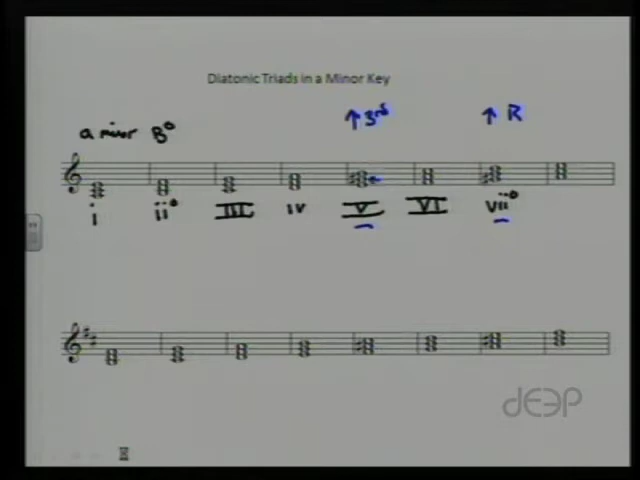 Diatonic Triads in a Minor Key
↑ 3rd ↑ R
a minor B°
i ii° III iv V VI vii°
dEEP